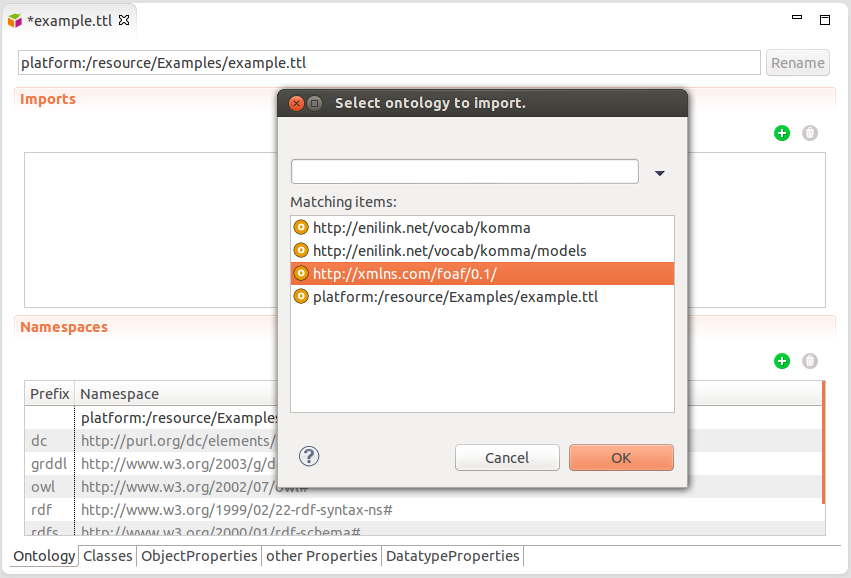 *example.ttl
platform:/resource/Examples/example.ttl
Rename
Imports
Select ontology to import.
Matching items:
http://enilink.net/vocab/komma
http://enilink.net/vocab/komma/models
http://xmlns.com/foaf/0.1/
platform:/resource/Examples/example.ttl
? Cancel OK
Namespaces
Prefix Namespace
platform:/resource/Examples
dc http://purl.org/dc/elements/
grddl http://www.w3.org/2003/g/d
owl http://www.w3.org/2002/07/owl#
rdf http://www.w3.org/1999/02/22-rdf-syntax-ns#
rdfs http://www.w3.org/2000/01/rdf-schema#
Ontology Classes ObjectProperties other Properties DatatypeProperties